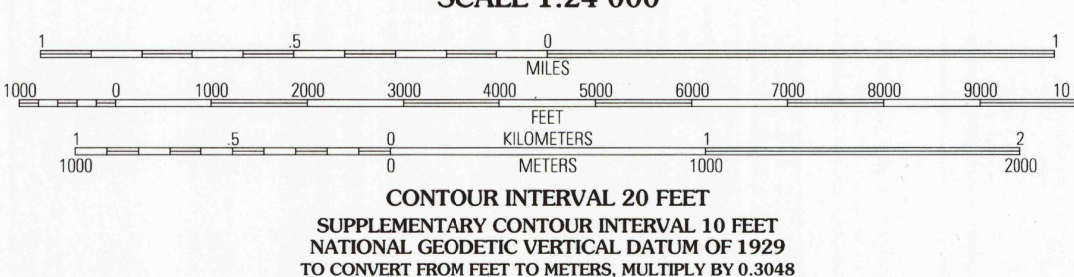 SCALE 1:24 000
1 .5 0 1
MILES
1000 0 1000 2000 3000 4000 5000 6000 7000 8000 9000 10
FEET
1 .5 0 KILOMETERS 1 2
1000 0 METERS 1000 2000
CONTOUR INTERVAL 20 FEET
SUPPLEMENTARY CONTOUR INTERVAL 10 FEET
NATIONAL GEODETIC VERTICAL DATUM OF 1929
TO CONVERT FROM FEET TO METERS, MULTIPLY BY 0.3048